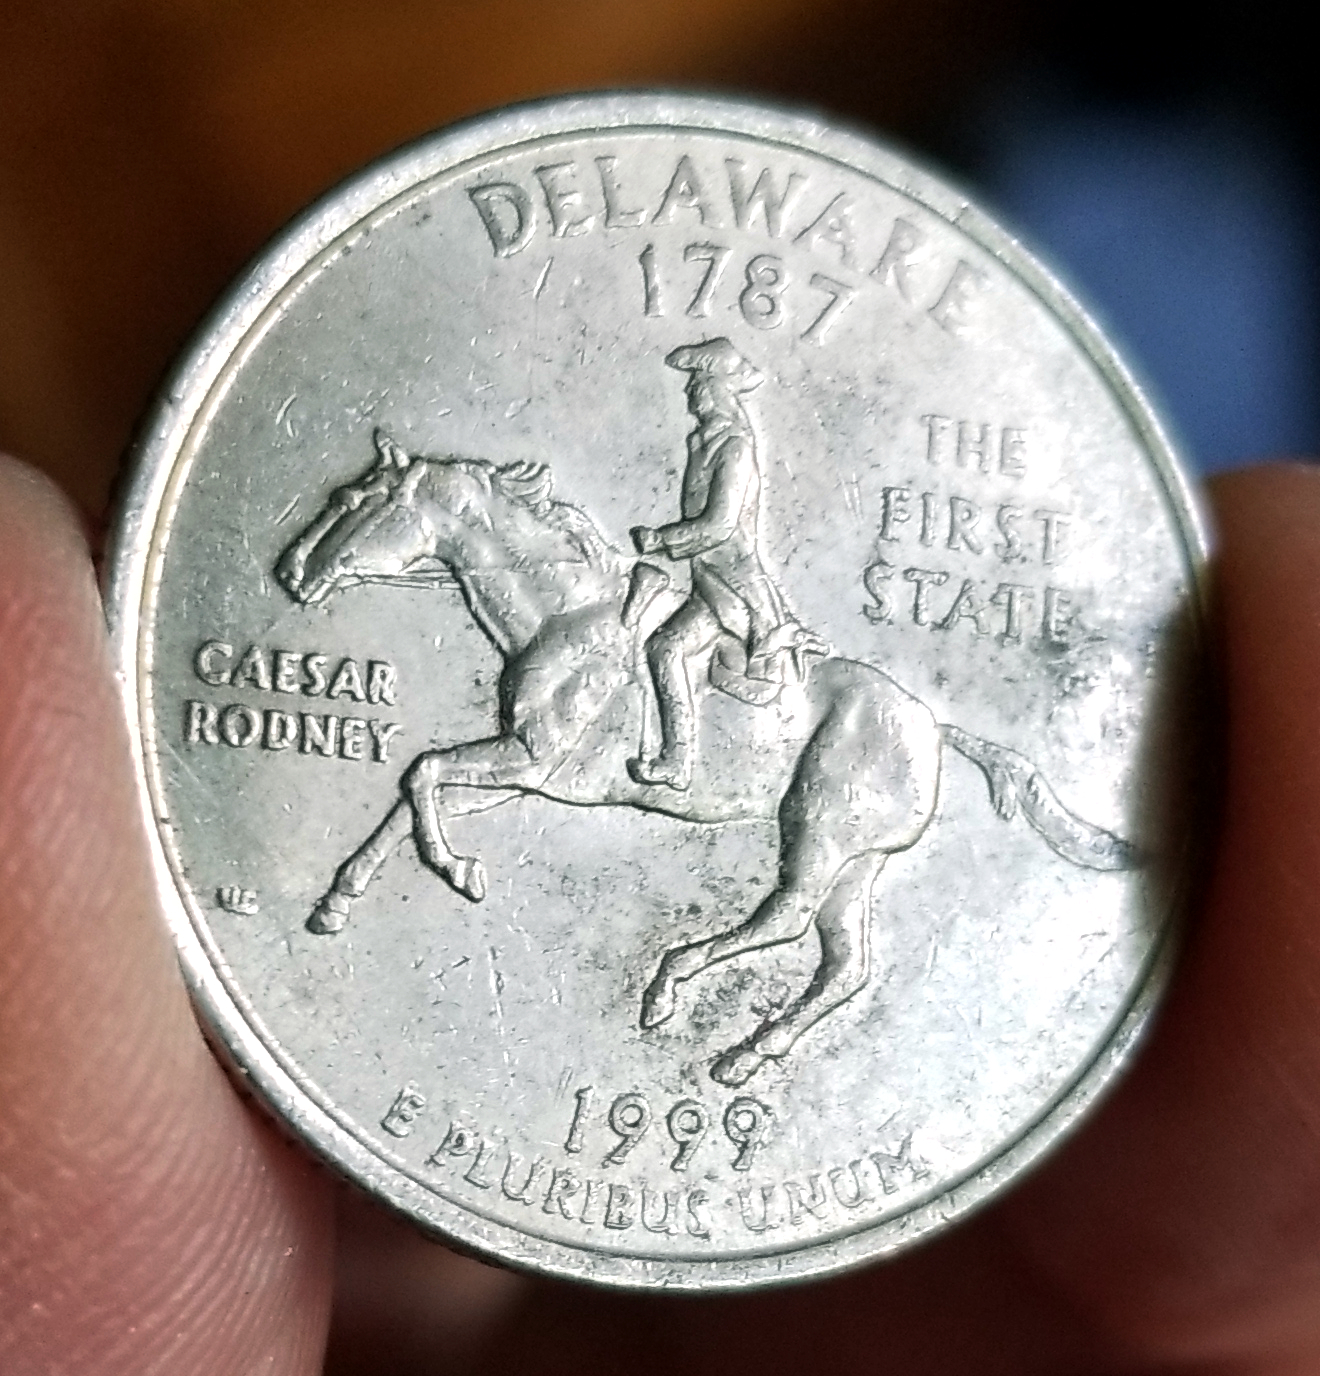 DELAWARE
1787
THE
FIRST
STATE
CAESAR
RODNEY
1999
E PLURIBUS UNUM